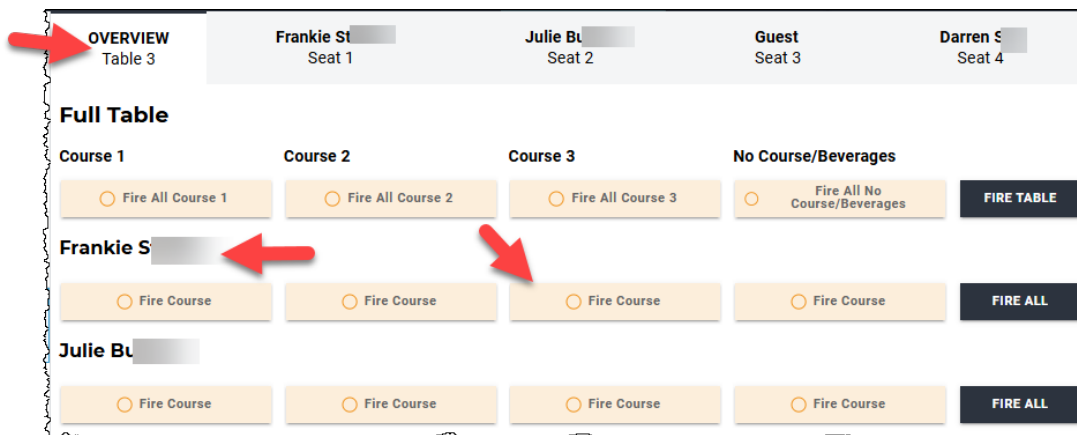 OVERVIEW
Table 3
Frankie
Seat 1
Julie
Seat 2
Guest
Seat 3
Darren
Seat 4
Full Table
Course 1
Course 2
Course 3
No Course/Beverages
Fire All Course 1
Fire All Course 2
Fire All Course 3
Fire All No
Course/Beverages
FIRE TABLE
Frankie
Fire Course
Fire Course
Fire Course
Fire Course
FIRE ALL
Julie
Fire Course
Fire Course
Fire Course
Fire Course
FIRE ALL